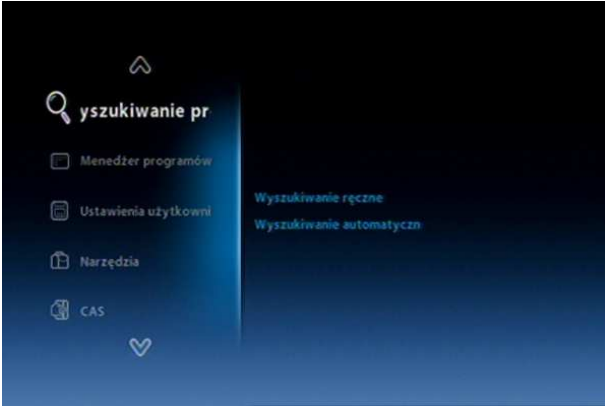 yszukiwanie pr
Menedżer programów
Ustawienia użytkowni
Narzędzia
CAS
Wyszukiwanie ręczne
Wyszukiwanie automatyczn